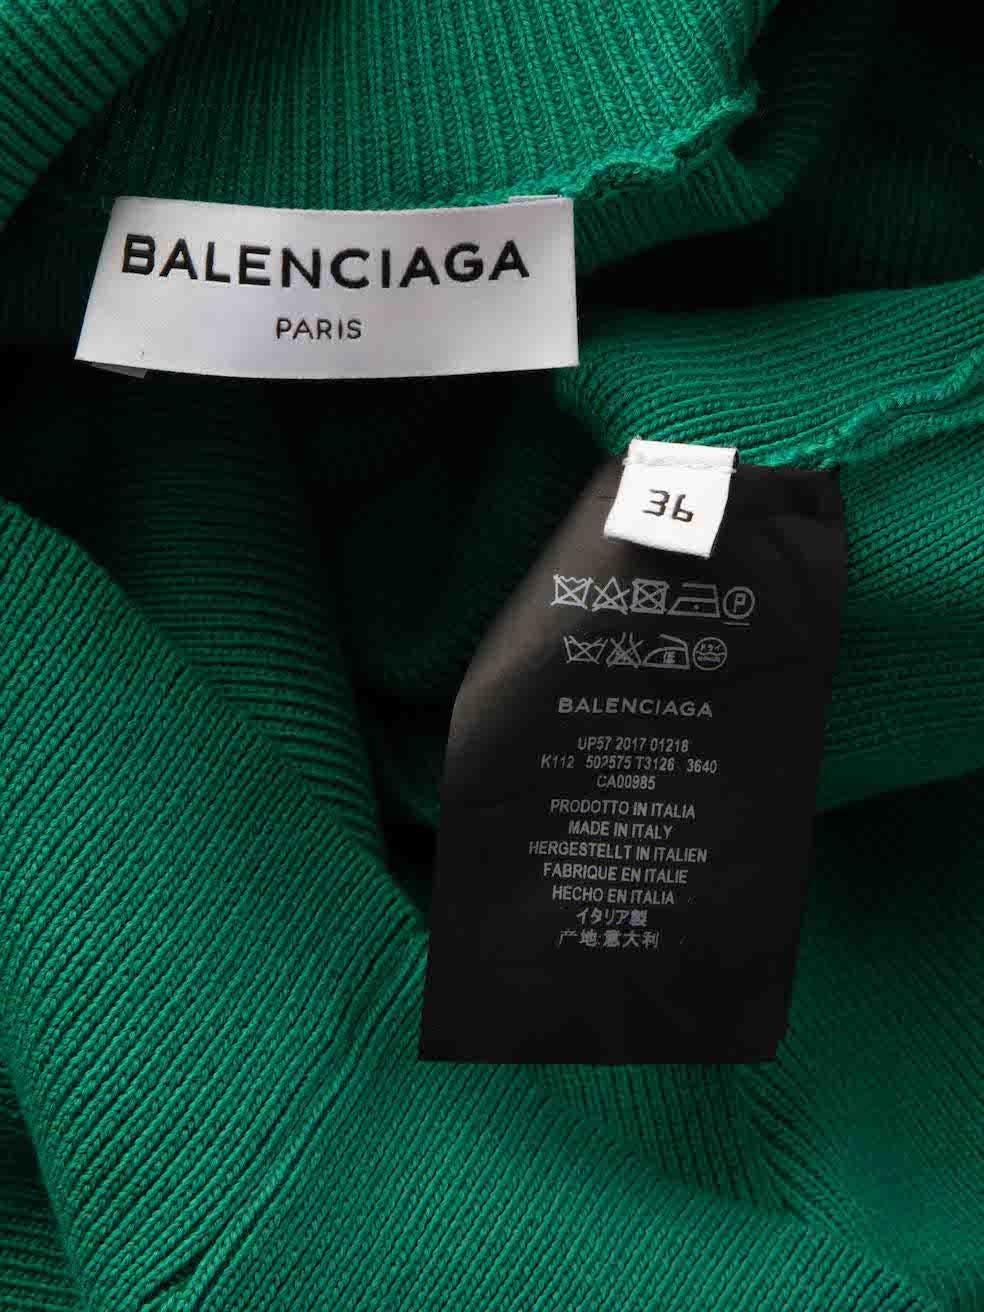 BALENCIAGA
PARIS
36
P
BALENCIAGA
UP57 2017 01218
K112 502575 T3126 3640
CA00985
PRODOTTO IN ITALIA
MADE IN ITALY
HERGESTELLT IN ITALIEN
FABRIQUE EN ITALIE
HECHO EN ITALIA
イタリア製
产地:意大利